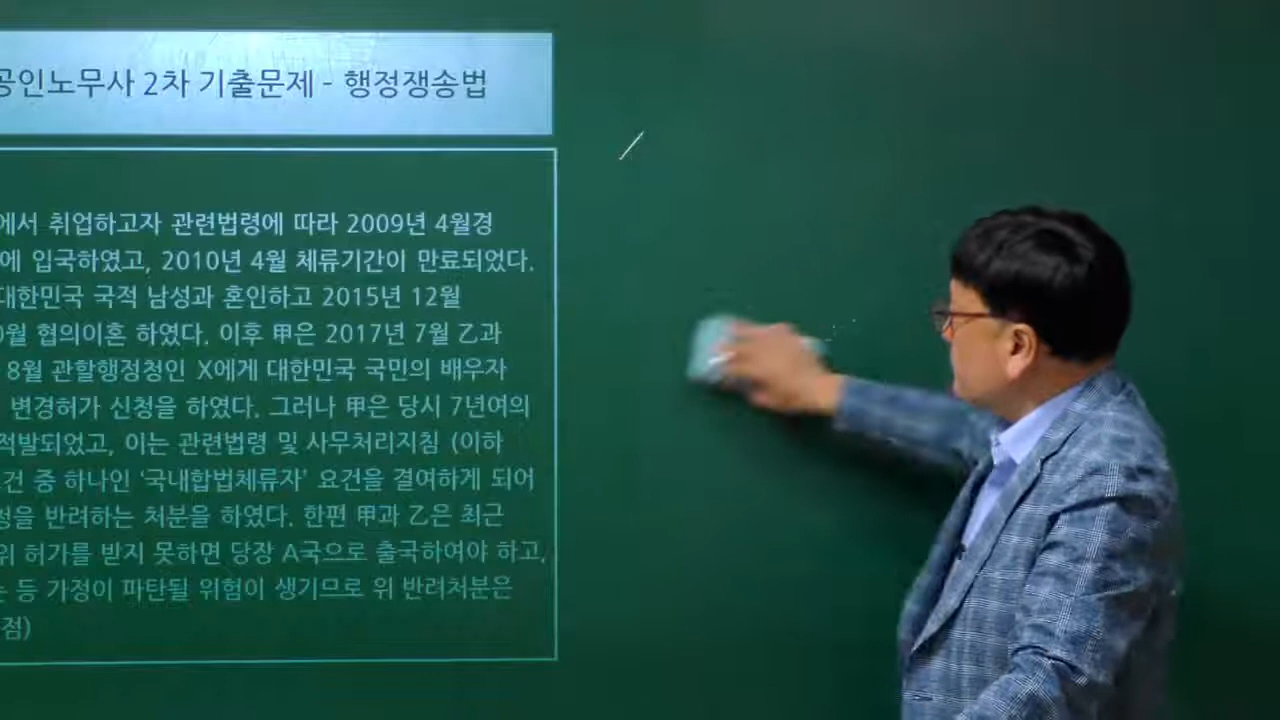 공인노무사 2차 기출문제 - 행정쟁송법
에서 취업하고자 관련법령에 따라 2009년 4월경
에 입국하였고, 2010년 4월 체류기간이 만료되었다.
대한민국 국적 남성과 혼인하고 2015년 12월
월 협의이혼 하였다. 이후 甲은 2017년 7월 乙과
8월 관할행정청인 X에게 대한민국 국민의 배우자
변경허가 신청을 하였다. 그러나 甲은 당시 7년여의
적발되었고, 이는 관련법령 및 사무처리지침 (이하
건 중 하나인 '국내합법체류자' 요건을 결여하게 되어
청을 반려하는 처분을 하였다. 한편 甲과 乙은 최근
위 허가를 받지 못하면 당장 A국으로 출국하여야 하고,
등 가정이 파탄될 위험이 생기므로 위 반려처분은
점)